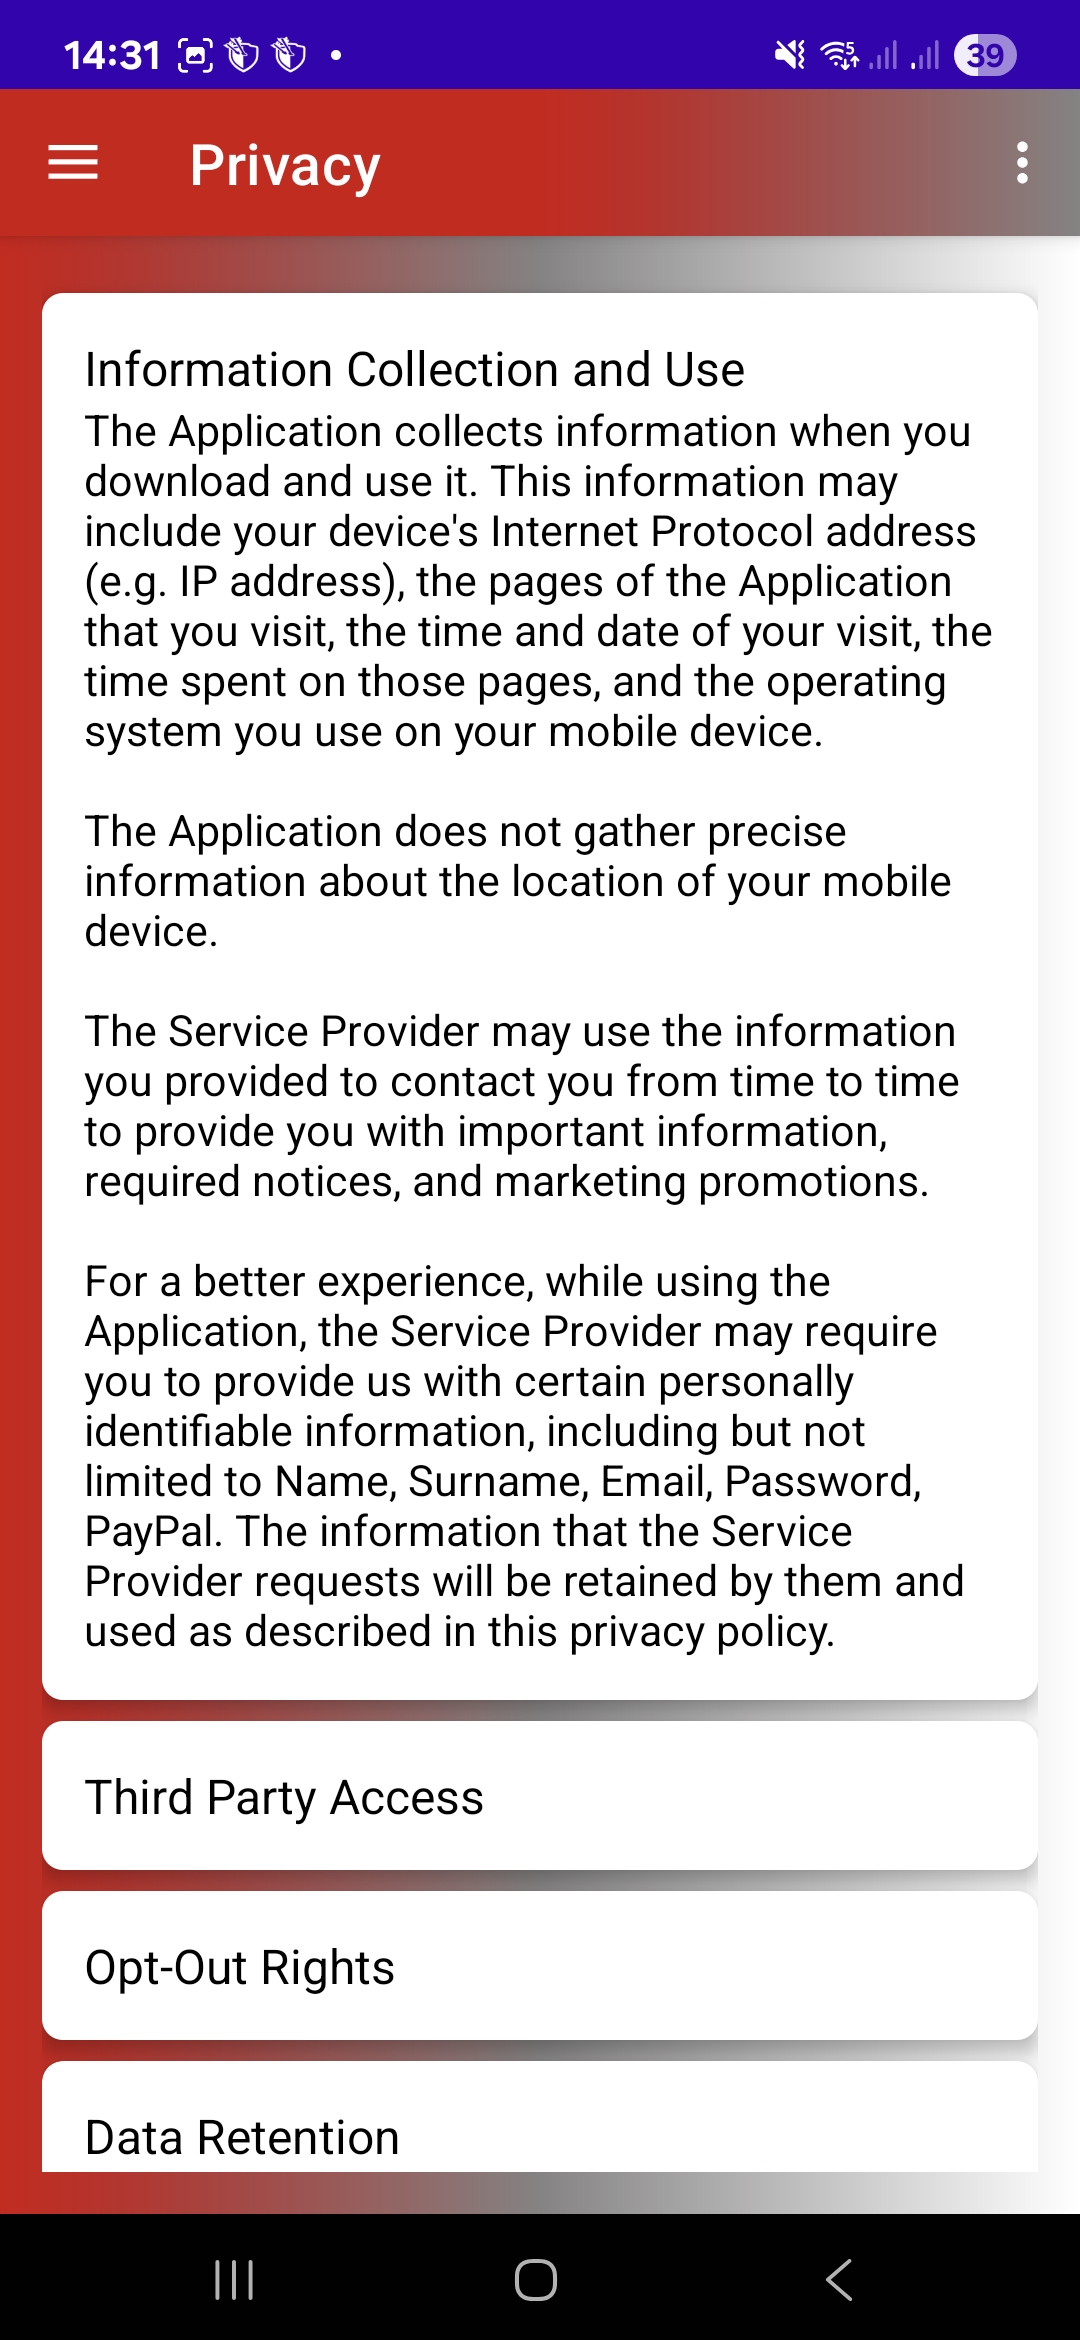 14:31
5
39
Privacy
Information Collection and Use
The Application collects information when you
download and use it. This information may
include your device's Internet Protocol address
(e.g. IP address), the pages of the Application
that you visit, the time and date of your visit, the
time spent on those pages, and the operating
system you use on your mobile device.
The Application does not gather precise
information about the location of your mobile
device.
The Service Provider may use the information
you provided to contact you from time to time
to provide you with important information,
required notices, and marketing promotions.
For a better experience, while using the
Application, the Service Provider may require
you to provide us with certain personally
identifiable information, including but not
limited to Name, Surname, Email, Password,
PayPal. The information that the Service
Provider requests will be retained by them and
used as described in this privacy policy.
Third Party Access
Opt-Out Rights
Data Retention